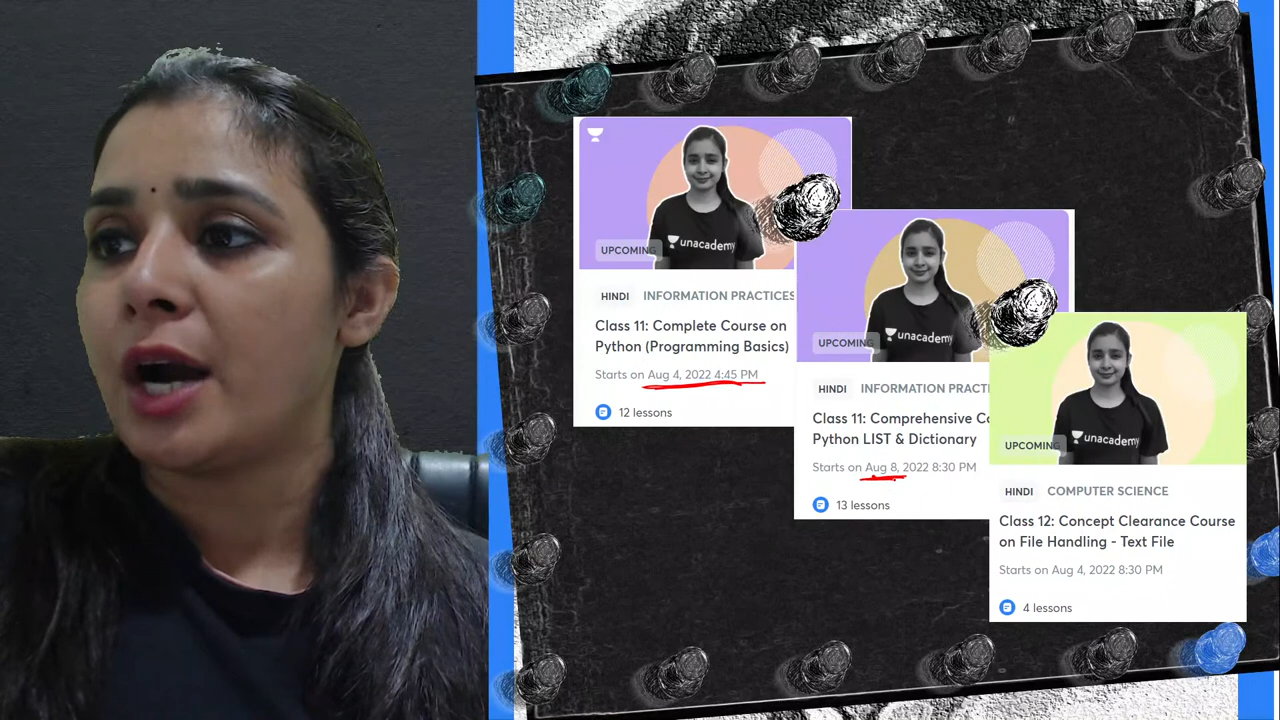 unacademy
UPCOMING
HINDI INFORMATION PRACTICES
Class 11: Complete Course on
Python (Programming Basics)
Starts on Aug 4, 2022 4:45 PM
12 lessons
unacademy
UPCOMING
HINDI INFORMATION PRACTI
Class 11: Comprehensive Co
Python LIST & Dictionary
Starts on Aug 8, 2022 8:30 PM
13 lessons
unacademy
UPCOMING
HINDI COMPUTER SCIENCE
Class 12: Concept Clearance Course
on File Handling - Text File
Starts on Aug 4, 2022 8:30 PM
4 lessons